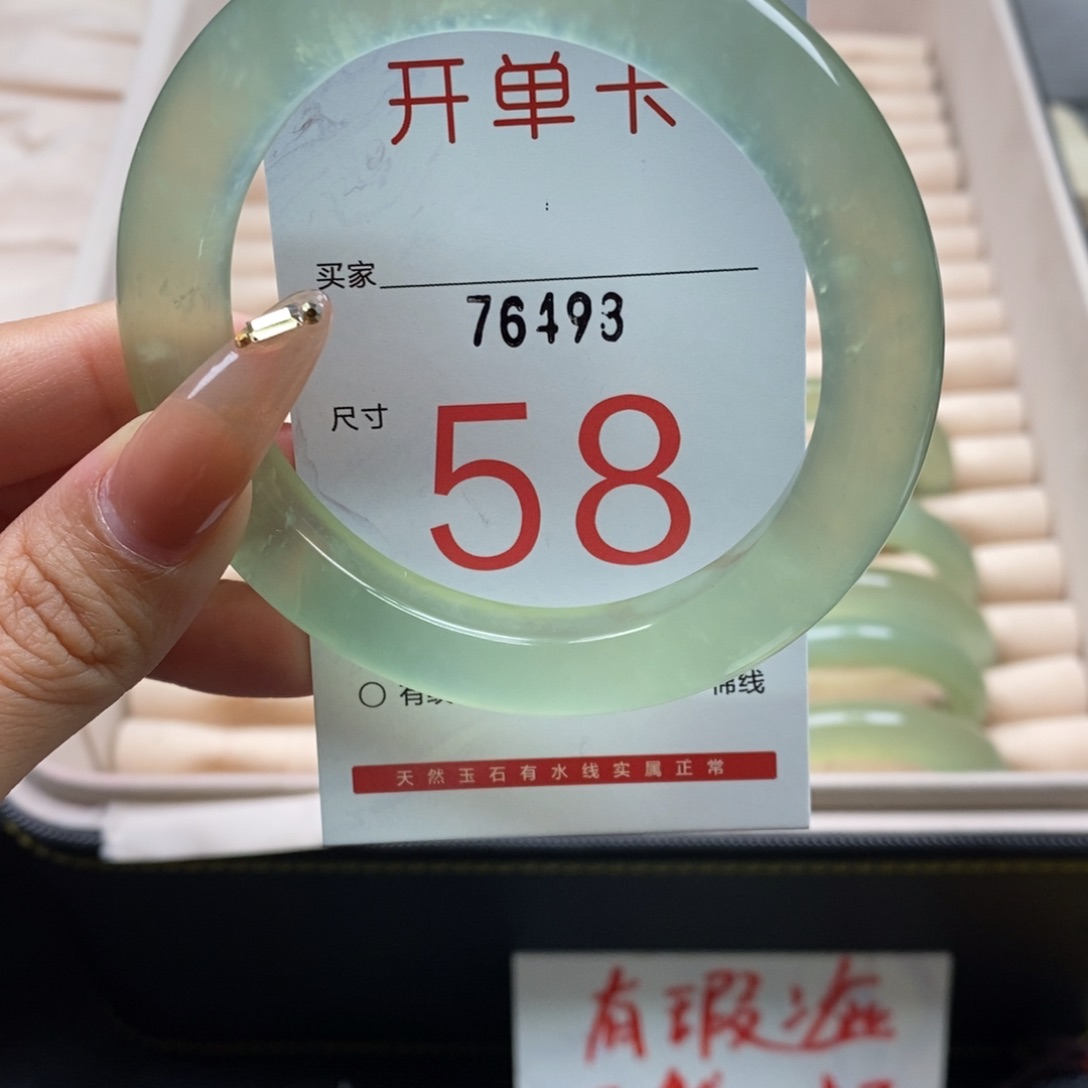 开单卡
买家
76493
尺寸
58
有
棉线
天然玉石有水线实属正常
有瑕疵